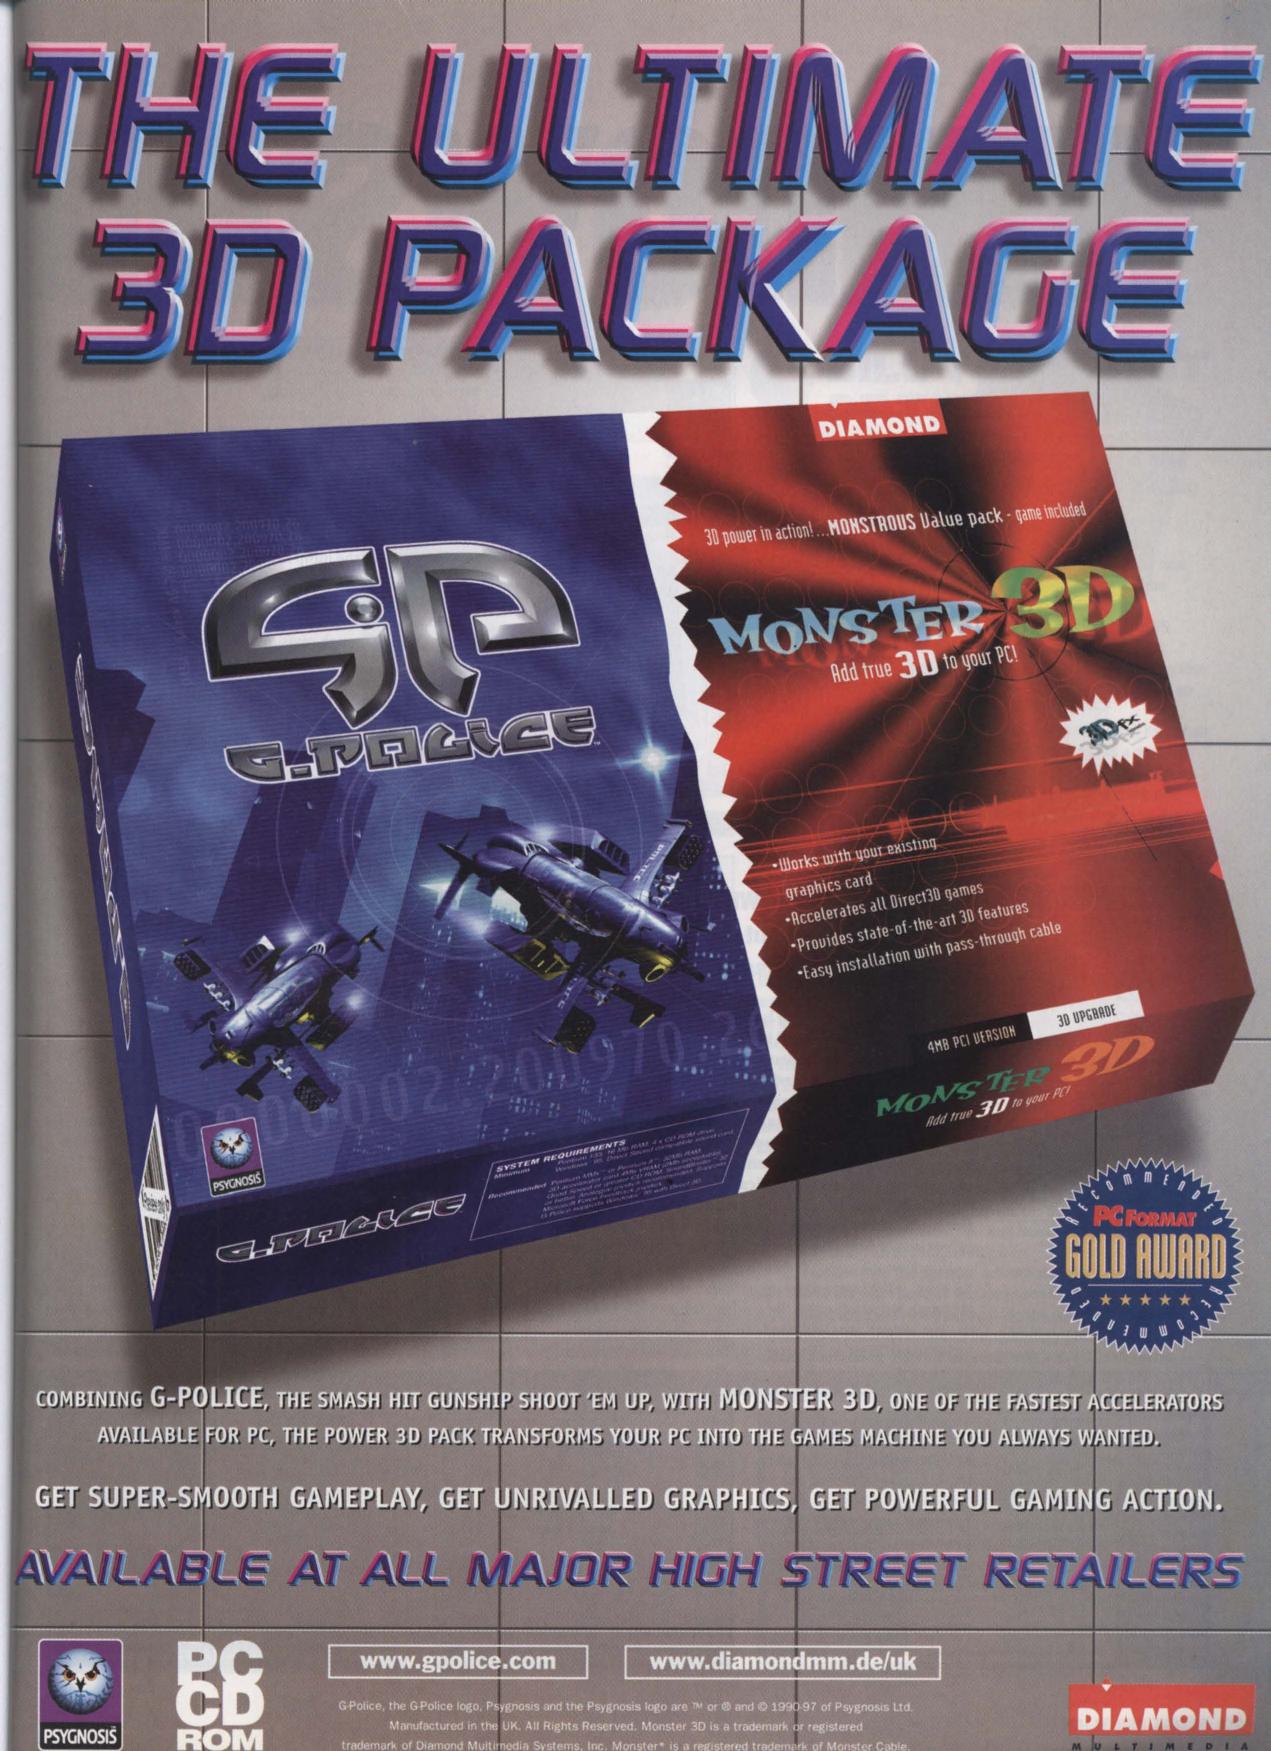 THE ULTIMATE
3D PACKAGE
DIAMOND
3D power in action! ...MONSTROUS Value pack - game included
MONSTER 3D
Add true 3D to your PC!
3Dfx
GP
G-POLICE™
•Works with your existing
graphics card
•Accelerates all Direct3D games
•Provides state-of-the-art 3D features
•Easy installation with pass-through cable
4MB PCI VERSION
3D UPGRADE
MONSTER 3D
Add true 3D to your PC!
PSYGNOSIS
G-POLICE
SYSTEM REQUIREMENTS
Minimum
Recommended
RECOMMENDED
PC FORMAT
GOLD AWARD
RECOMMENDED
COMBINING G-POLICE, THE SMASH HIT GUNSHIP SHOOT 'EM UP, WITH MONSTER 3D, ONE OF THE FASTEST ACCELERATORS
AVAILABLE FOR PC, THE POWER 3D PACK TRANSFORMS YOUR PC INTO THE GAMES MACHINE YOU ALWAYS WANTED.
GET SUPER-SMOOTH GAMEPLAY, GET UNRIVALLED GRAPHICS, GET POWERFUL GAMING ACTION.
AVAILABLE AT ALL MAJOR HIGH STREET RETAILERS
PSYGNOSIS™
PC
CD
ROM
www.gpolice.com
www.diamondmm.de/uk
G-Police, the G-Police logo, Psygnosis and the Psygnosis logo are ™ or ® and © 1990-97 of Psygnosis Ltd.
Manufactured in the UK. All Rights Reserved. Monster 3D is a trademark or registered
trademark of Diamond Multimedia Systems, Inc. Monster* is a registered trademark of Monster Cable.
DIAMOND
MULTIMEDIA